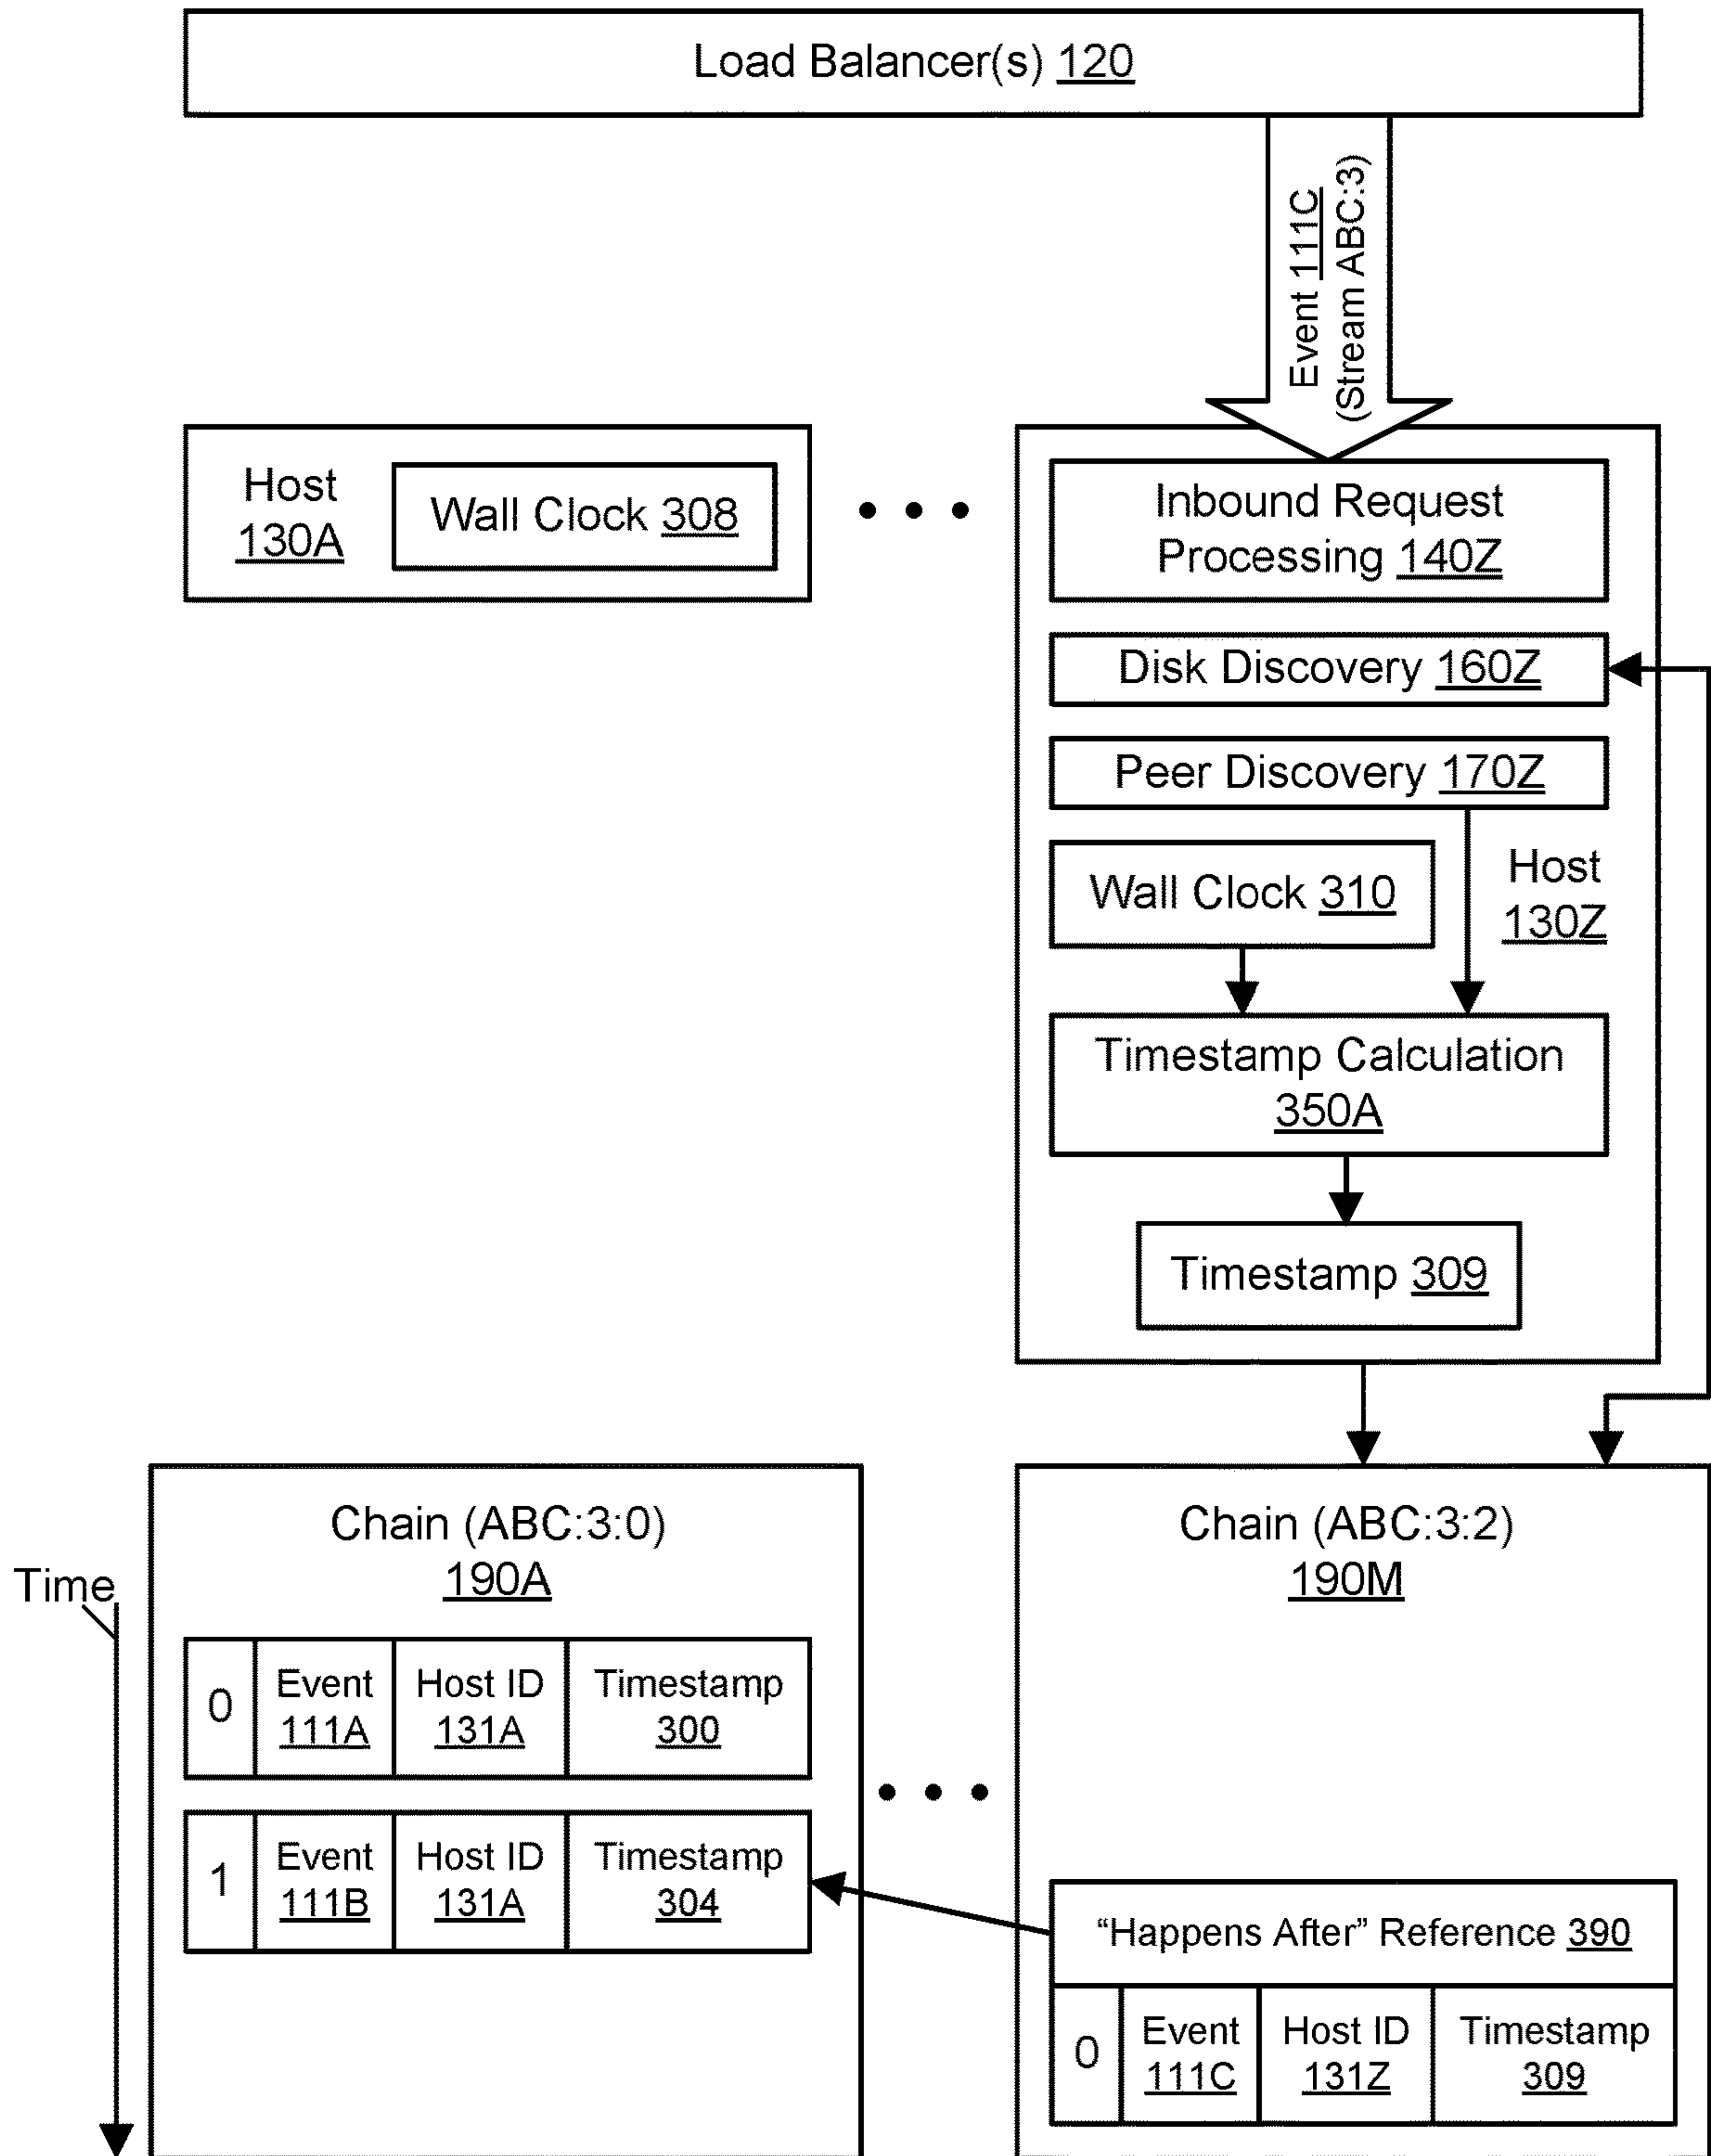 Load Balancer(s) 120
Event 111C
(Stream ABC:3)
Host
130A
Wall Clock 308
Inbound Request
Processing 140Z
Disk Discovery 160Z
Peer Discovery 170Z
Wall Clock 310
Host
130Z
Timestamp Calculation
350A
Timestamp 309
Time
Chain (ABC:3:0)
190A
0
Event
111A
Host ID
131A
Timestamp
300
1
Event
111B
Host ID
131A
Timestamp
304
Chain (ABC:3:2)
190M
“Happens After” Reference 390
0
Event
111C
Host ID
131Z
Timestamp
309